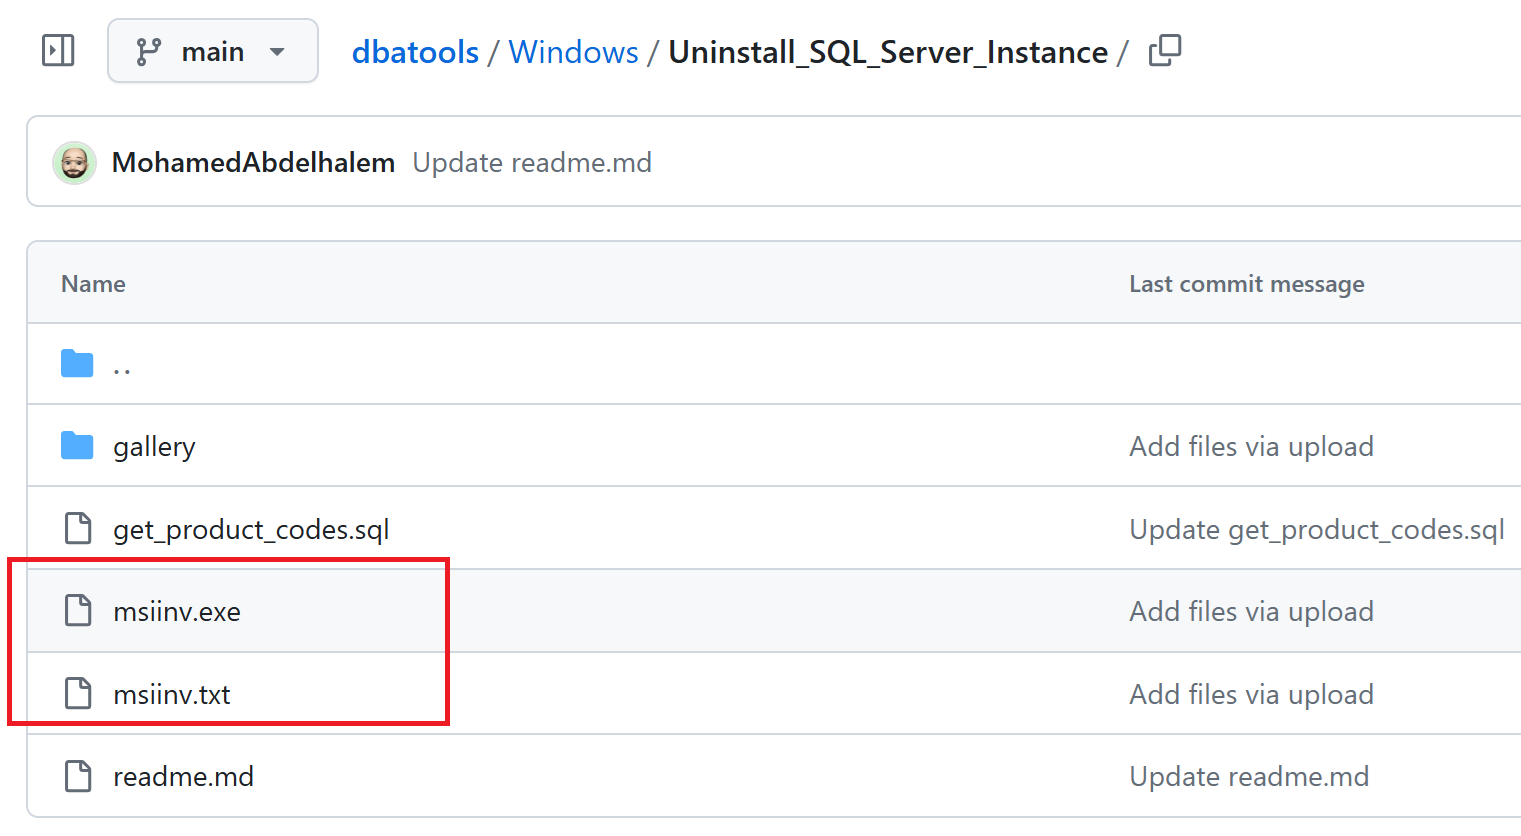 main dbatools / Windows / Uninstall_SQL_Server_Instance /
MohamedAbdelhalem Update readme.md
Name Last commit message
..
gallery Add files via upload
get_product_codes.sql Update get_product_codes.sql
msiinv.exe Add files via upload
msiinv.txt Add files via upload
readme.md Update readme.md